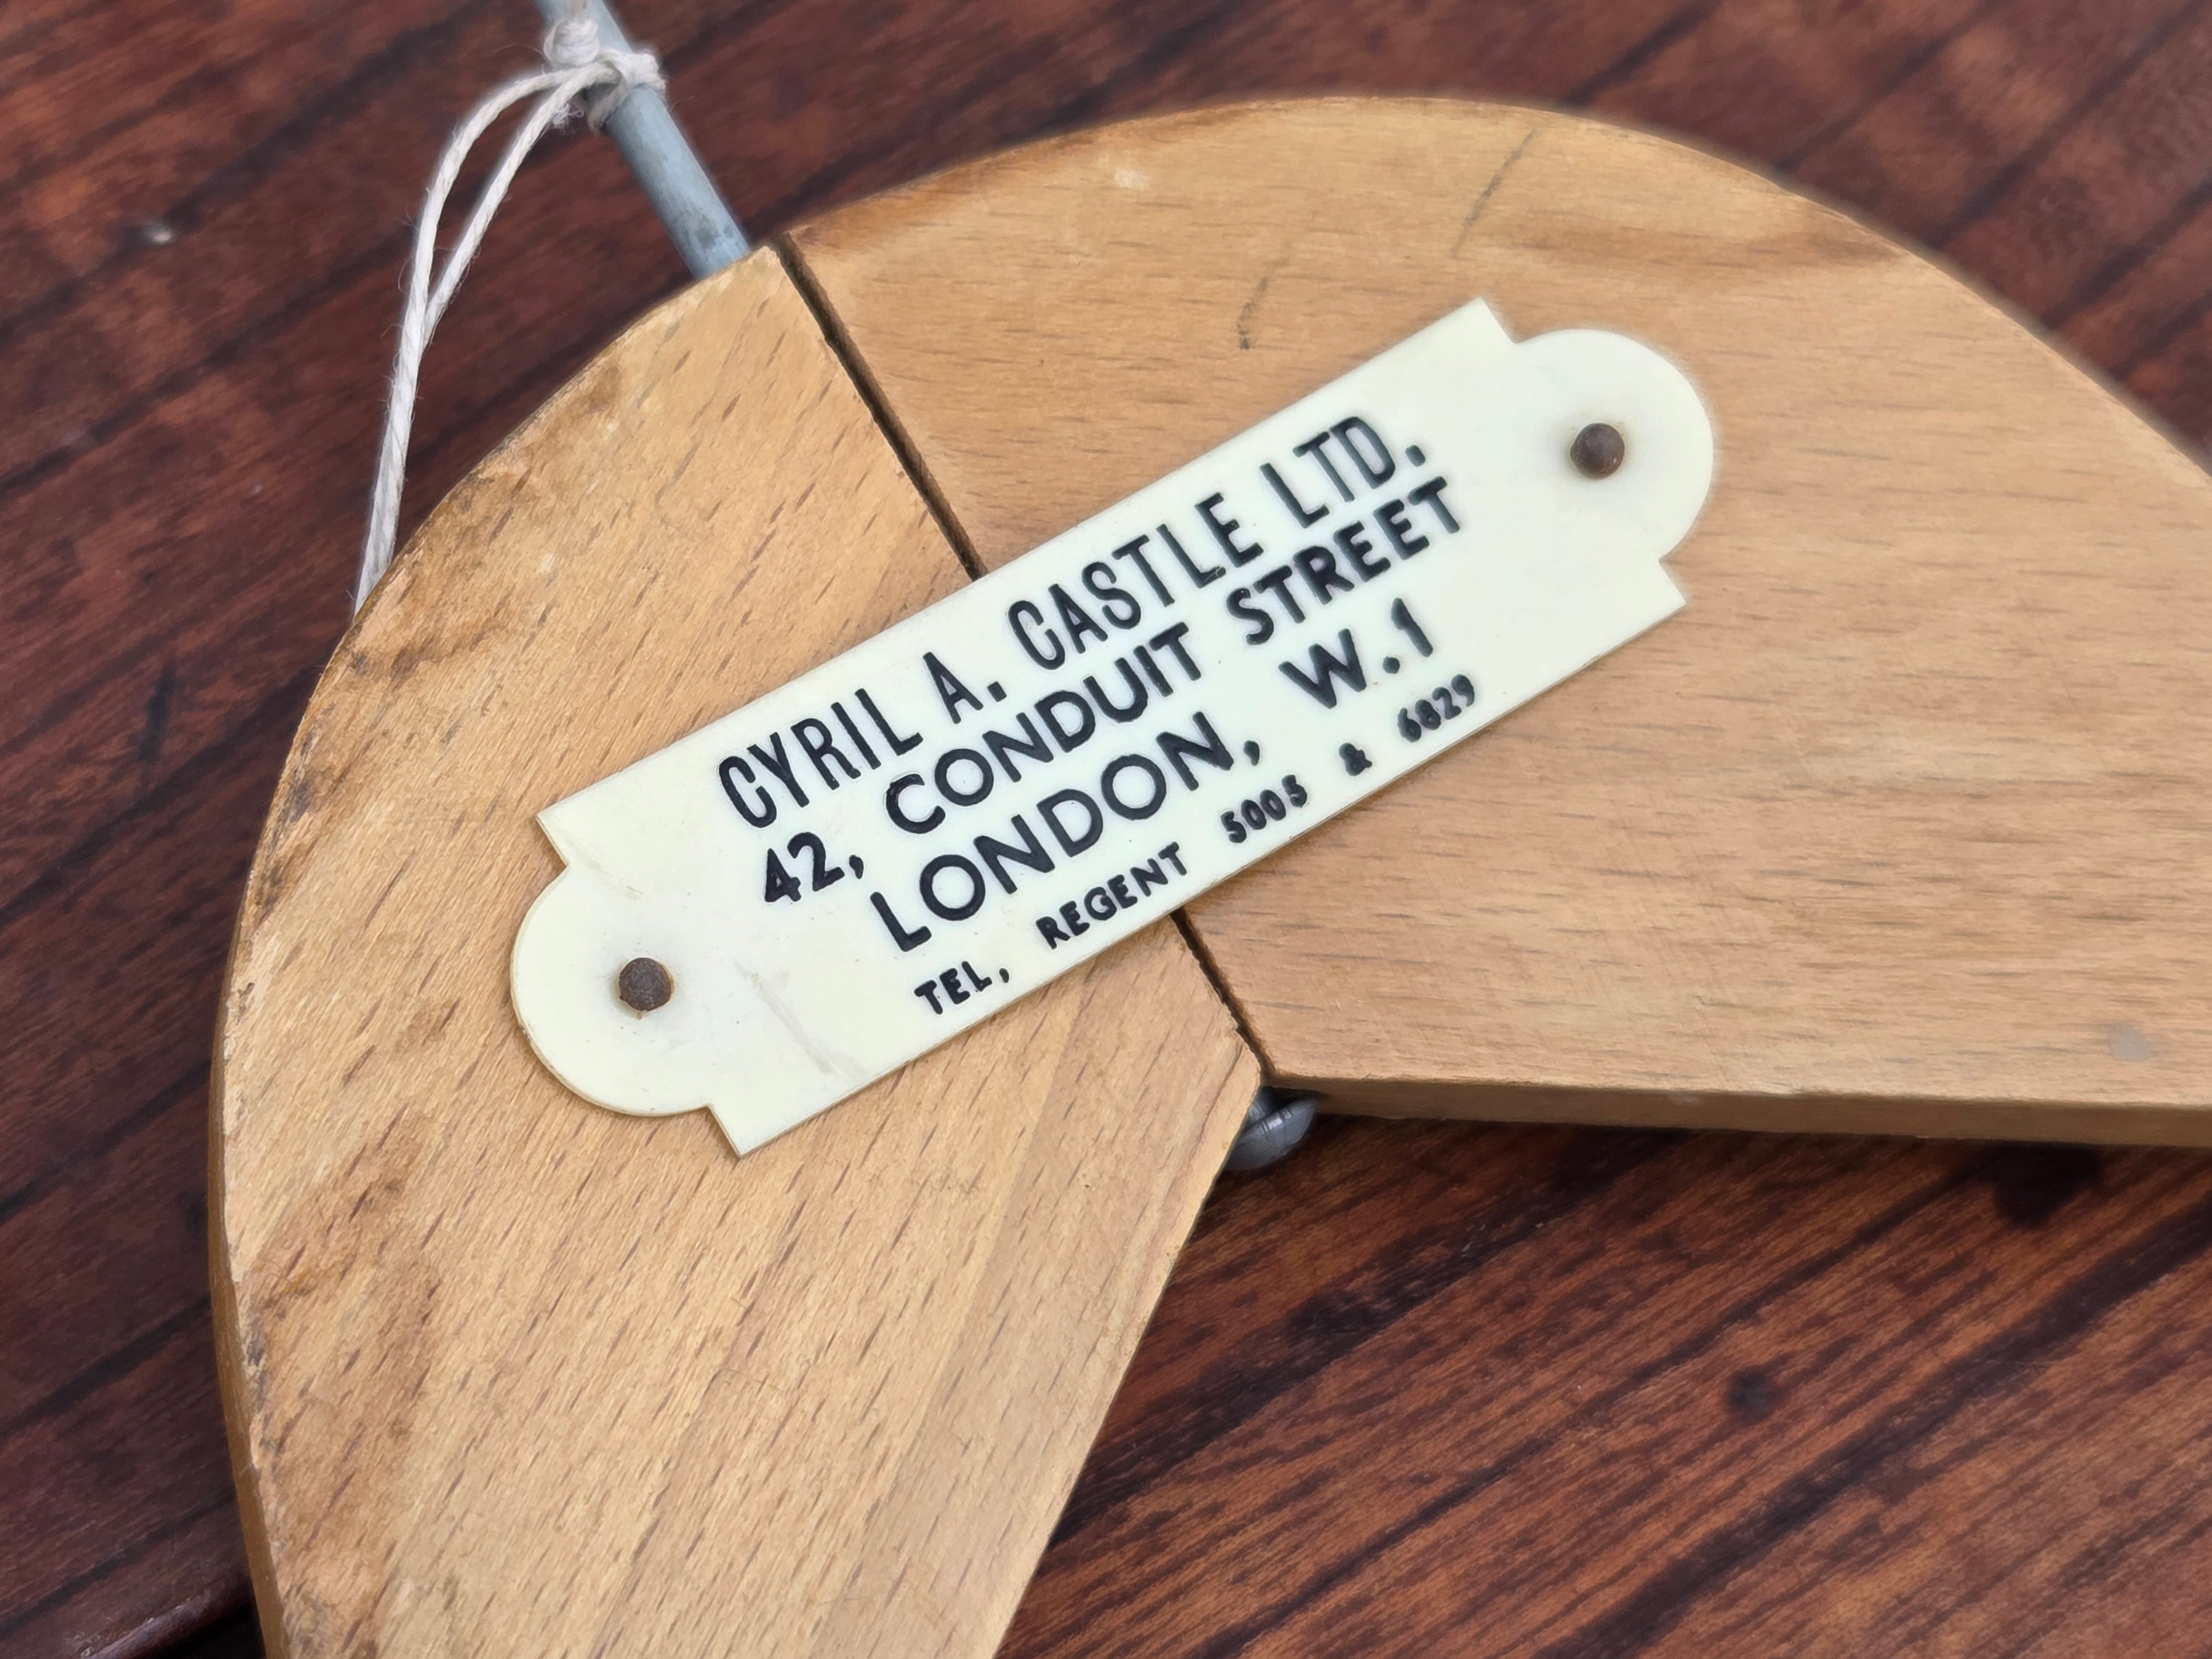 CYRIL A. CASTLE LTD.
42, CONDUIT STREET
LONDON, W.1
TEL, REGENT 5005 & 6829